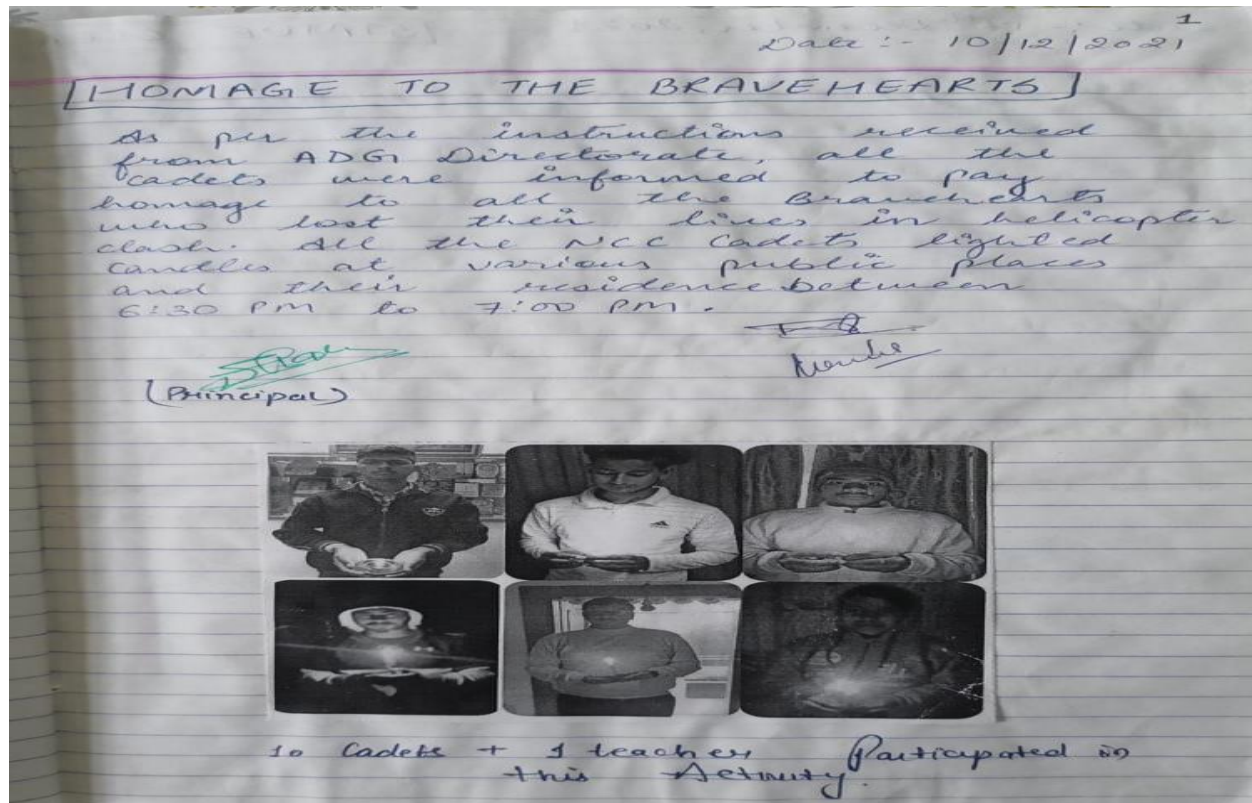 1
Date :- 10/12/2021
[HOMAGE TO THE BRAVEHEARTS]
As per the instructions received
from ADG Directorate, all the
cadets were informed to pay
homage to all the Bravehearts
who lost their lives in helicopter
clash. All the NCC Cadets lighted
candles at various public places
and their residence between
6:30 PM to 7:00 PM.
(Principal)
10 Cadets + 1 teacher Participated in
this Activity.